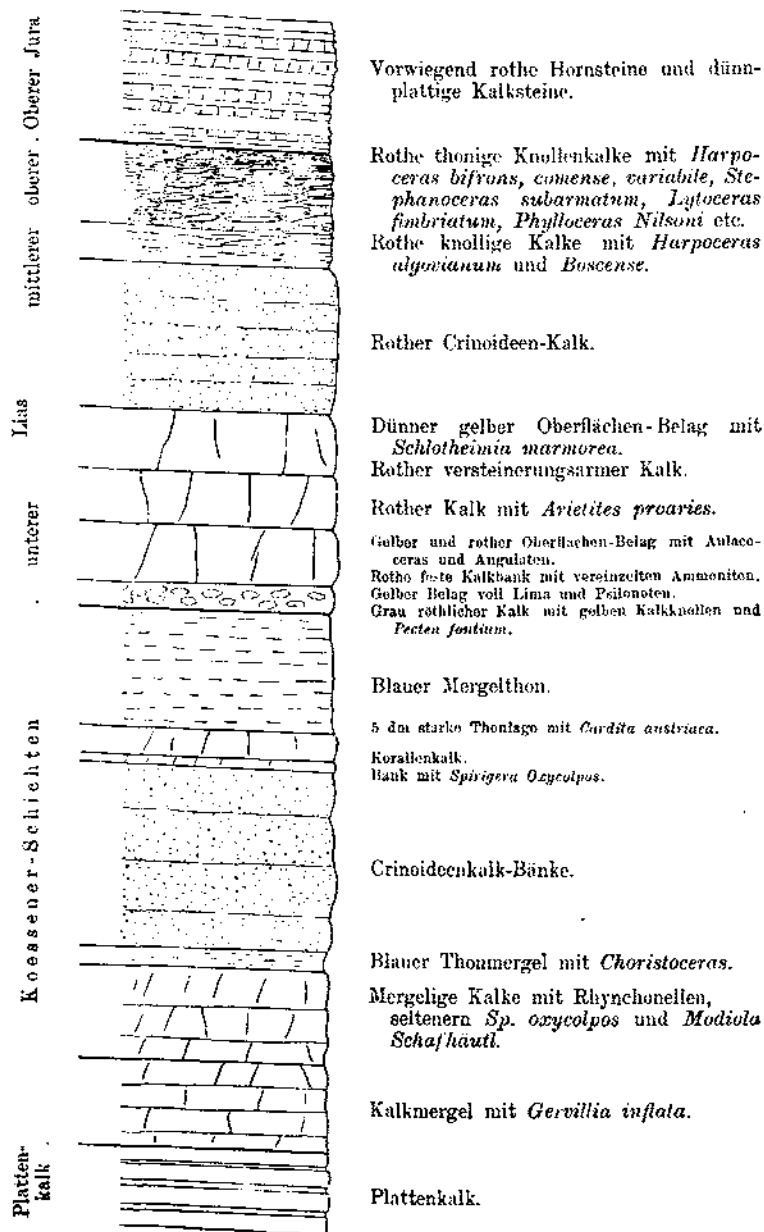 Oberer Jura
oberer .
mittlerer
Lias
unterer
Koessener-Schichten
Platten-
kalk
Vorwiegend rothe Hornsteine und dünn-
plattige Kalksteine.
Rothe thonige Knollenkalke mit Harpo-
ceras bifrons, comense, variabile, Ste-
phanoceras subarmatum, Lytoceras
fimbriatum, Phylloceras Nilsoni etc.
Rothe knollige Kalke mit Harpoceras
algovianum und Boscense.
Rother Crinoideen-Kalk.
Dünner gelber Oberflächen-Belag mit
Schlotheimia marmorea.
Rother versteinerungsarmer Kalk.
Rother Kalk mit Arietites proaries.
Gelber und rother Oberflächen-Belag mit Aulaco-
ceras und Angulaten.
Rothe feste Kalkbank mit vereinzelten Ammoniten.
Gelber Belag voll Lima und Psilonoten.
Grau röthlicher Kalk mit gelben Kalkknollen und
Pecten fontium.
Blauer Mergelthon.
5 dm starke Thonlage mit Cardita austriaca.
Korallenkalk.
Bank mit Spirigera Oxycolpos.
Crinoideenkalk-Bänke.
Blauer Thonmergel mit Choristoceras.
Mergelige Kalke mit Rhynchonellen,
seltenern Sp. oxycolpos und Modiola
Schafhäutl.
Kalkmergel mit Gervillia inflata.
Plattenkalk.